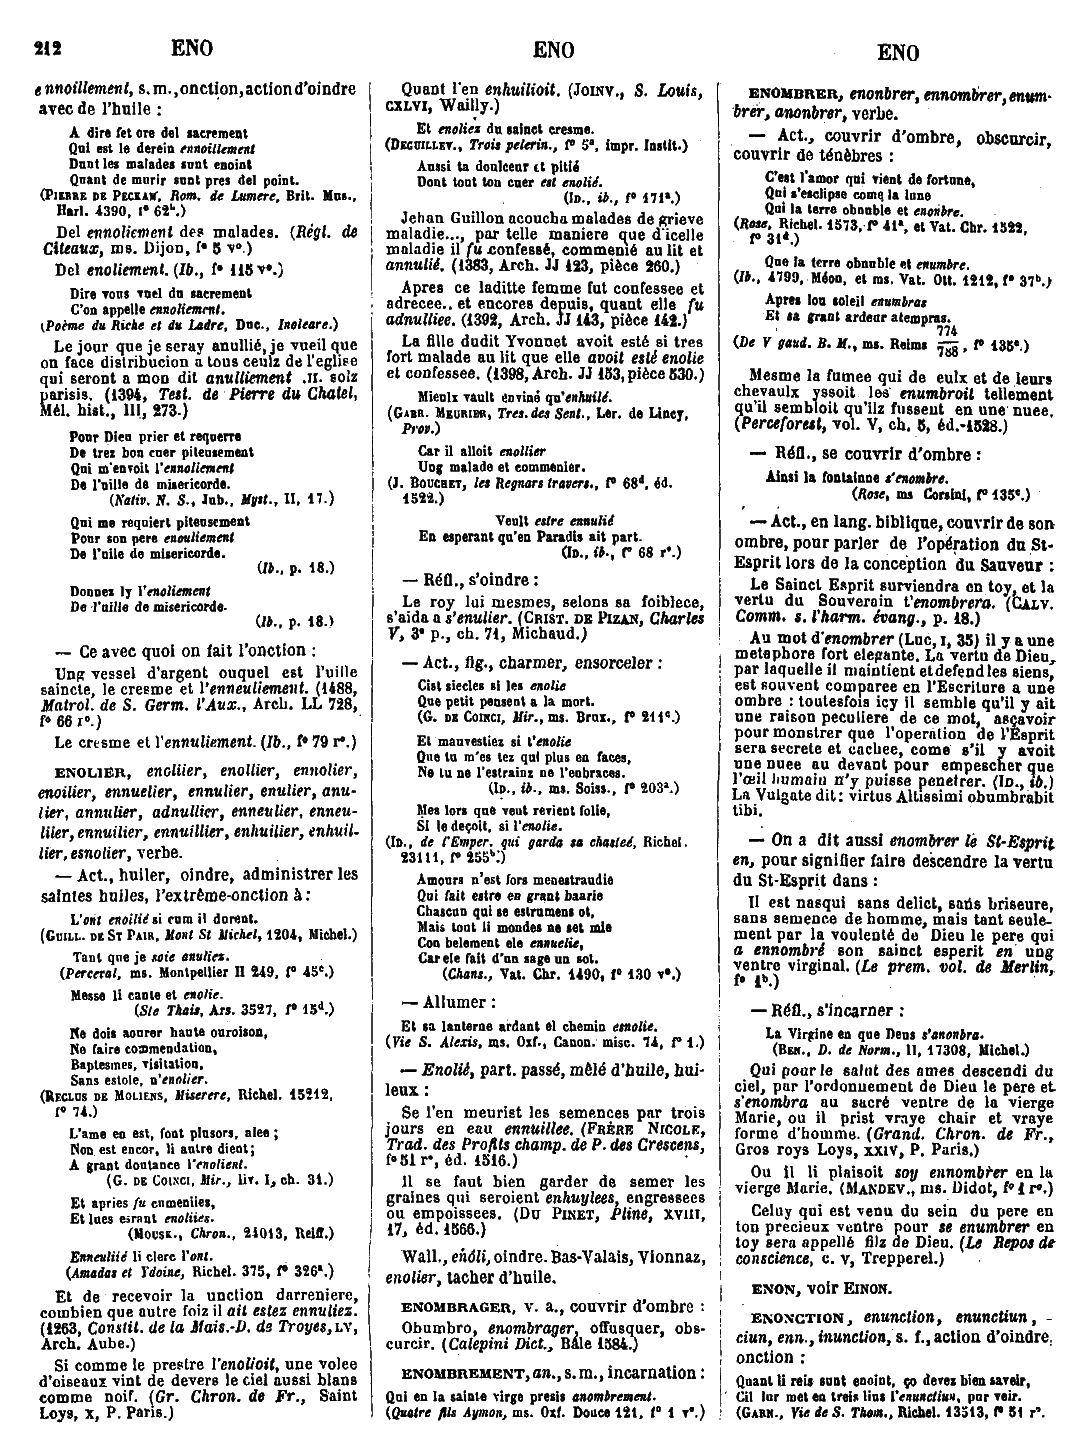 212 ENO ENO ENO
ennoillement, s. m., onction, action d'oindre
avec de l'huile :
A dire fet ore del sacrement
Qui est le derein ennoillement
Dunt les malades sunt enoint
Quant de murir sunt pres del point.
(PIERRE DE PECKAN, Rom. de Lumere, Brit. Mus.,
Harl. 4390, f° 62ᵇ.)
Del ennoliement des malades. (Régl. de
Cîteaux, ms. Dijon, f° 5 v°.)
Del enoliement. (Ib., f° 115 v°.)
Dire vous vuel du sacrement
C'on appelle ennoliement.
(Poème du Riche et du Ladre, Duc., Inoleare.)
Le jour que je seray anullié, je vueil que
on face distribucion a tous ceulz de l'eglise
qui seront a mon dit anulliement .II. solz
parisis. (1394, Test. de Pierre du Chatel,
Mél. hist., III, 273.)
Pour Dieu prier et requerre
De trez bon cuer piteusement
Qui m'envoit l'ennoliement
De l'uille de misericorde.
(Nativ. N. S., Jub., Myst., II, 17.)
Qui me requiert piteusement
Pour son pere enouliement
De l'uile de misericorde.
(Ib., p. 18.)
Donnez ly l'enoliement
De l'uille de misericorde.
(Ib., p. 18.)
— Ce avec quoi on fait l'onction :
Ung vessel d'argent ouquel est l'uille
saincte, le cresme et l'enneuliement. (1488,
Matrol. de S. Germ. l'Aux., Arch. LL 728,
f° 66 r°.)
Le cresme et l'ennuliement. (Ib., f° 79 r°.)
ENOLIER, enoliier, enollier, ennolier,
enoilier, ennuelier, ennulier, enulier, anu-
lier, annulier, adnullier, enneulier, enneu-
liier, ennuilier, ennuillier, enhuilier, enhuil-
lier, esnolier, verbe.
— Act., huiler, oindre, administrer les
saintes huiles, l'extrême-onction à :
L'ont enoilié si cum il durent.
(GUILL. DE ST PAIR, Mont St Michel, 1204, Michel.)
Tant que je soie anuliez.
(Perceval, ms. Montpellier H 249, f° 45ᶜ.)
Messe li cante et enolie.
(Ste Thais, Ars. 3527, f° 15ᵈ.)
Ne dois aourer haute ouroison,
No faire commendation,
Baptesmes, visitation,
Sans estole, n'enolier.
(RECLUS DE MOLIENS, Miserere, Richel. 15212,
f° 74.)
L'ame en est, font plusors, alee ;
Non est encor, li autre dient ;
A grant doutance l'enolient.
(G. DE COINCI, Mir., liv. I, ch. 31.)
Et apries fu cumeniies,
Et lues esrant enoliies.
(MOUSK., Chron., 24013, Reiff.)
Enneulié li clerc l'ont.
(Amadas et Ydoine, Richel. 375, f° 326ᵃ.)
Et de recevoir la unction darreniere,
combien que autre foiz il ait estez ennuliez.
(1263, Constit. de la Mais.-D. de Troyes, LV,
Arch. Aube.)
Si comme le prestre l'enolioit, une volee
d'oiseaux vint de devers le ciel aussi blans
comme noif. (Gr. Chron. de Fr., Saint
Loys, X, P. Paris.)
Quant l'en enhuilioit. (JOINV., S. Louis,
CXLVI, Wailly.)
Et enoliez du sainct cresme.
(DEGUILLEV., Trois pelerin., f° 5ᵃ, impr. Instit.)
Aussi ta doulceur et pitié
Dont tout ton cuer est enolié.
(ID., ib., f° 171ᵃ.)
Jehan Guillon acoucha malades de grieve
maladie..., par telle maniere que d'icelle
maladie il fu confessé, commenié au lit et
annulié. (1383, Arch. JJ 123, pièce 260.)
Apres ce laditte femme fut confessee et
adrecee.. et encores depuis, quant elle fu
adnulliee. (1392, Arch. JJ 143, pièce 142.)
La fille dudit Yvonnet avoit esté si tres
fort malade au lit que elle avoit esté enolie
et confessee. (1398, Arch. JJ 153, pièce 530.)
Mieulx vault enviné qu'enhuilé.
(GABR. MEURIER, Tres. des Sent., Ler. de Lincy,
Prov.)
Car il alloit enollier
Ung malade et commenier.
(J. BOUCHET, les Regnars travers., f° 68ᵈ, éd.
1522.)
Veult estre ennulié
En esperant qu'en Paradis ait part.
(ID., ib., f° 68 r°.)
— Réfl., s'oindre :
Le roy lui mesmes, selons sa foiblece,
s'aida a s'enulier. (CRIST. DE PIZAN, Charles
V, 3ᵉ p., ch. 71, Michaud.)
— Act., fig., charmer, ensorceler :
Cist siecles si les enolie
Que petit pensent a la mort.
(G. DE COINCI, Mir., ms. Brux., f° 211ᶜ.)
Et mauvestiez si t'enolie
Que tu m'es tez qui plus en faces,
Ne tu ne l'estrainz ne l'enbraces.
(ID., ib., ms. Soiss., f° 203ᵃ.)
Mes lors que veut revient folie,
Si le deçoit, si l'enolie.
(ID., de l'Emper. qui garda sa chasteé, Richel.
23111, f° 255ᵇ.)
Amours n'est fors menestraudie
Qui fait estre en grant baarie
Chascun qui se estrumens ot,
Mais tout li mondes ne set mie
Con belement ele ennuelie,
Car ele fait d'un sage un sot.
(Chans., Vat. Chr. 1490, f° 130 v°.)
— Allumer :
Et sa lanterne ardant el chemin esnolie.
(Vie S. Alexis, ms. Oxf., Canon. misc. 74, f° 1.)
— Enolié, part. passé, mêlé d'huile, hui-
leux :
Se l'en meurist les semences par trois
jours en eau ennuillee. (FRÈRE NICOLE,
Trad. des Profits champ. de P. des Crescens,
f° 51 r°, éd. 1516.)
Il se faut bien garder de semer les
graines qui seroient enhuylees, engressees
ou empoissees. (DU PINET, Pline, XVIII,
17, éd. 1566.)
Wall., eňôli, oindre. Bas-Valais, Vionnaz,
enolier, tacher d'huile.
ENOMBRAGER, v. a., couvrir d'ombre :
Obumbro, enombrager, offusquer, obs-
curcir. (Calepini Dict., Bâle 1584.)
ENOMBREMENT, an., s. m., incarnation :
Qui en la sainte virge presis anombrement.
(Quatre fils Aymon, ms. Oxf. Douce 121, f° 1 v°.)
ENOMBRER, enonbrer, ennombrer, enum-
brer, anonbrer, verbe.
— Act., couvrir d'ombre, obscurcir,
couvrir de ténèbres :
C'est l'amor qui vient de fortune,
Qui s'esclipse comq la lune
Qui la terre obnuble et enonbre.
(Rose, Richel. 1573, f° 41ᵃ, et Vat. Chr. 1522,
f° 31ᵈ.)
Que la terre obnuble et enumbre.
(Ib., 4799, Méon, et ms. Vat. Ott. 1212, f° 37ᵇ.)
Apres lou soleil enumbras
Et sa grant ardeur atempras.
(De V gaud. B. M., ms. Reims 774/788, f° 135ᵃ.)
Mesme la fumee qui de eulx et de leurs
chevaulx yssoit les enumbroit tellement
qu'il sembloit qu'ilz fussent en une nuee.
(Perceforest, vol. V, ch. 5, éd. 1528.)
— Réfl., se couvrir d'ombre :
Ainsi la fontainne s'enombre.
(Rose, ms Corsini, f° 135ᶜ.)
— Act., en lang. biblique, couvrir de son
ombre, pour parler de l'opération du St-
Esprit lors de la conception du Sauveur :
Le Sainct Esprit surviendra en toy, et la
vertu du Souverain t'enombrera. (CALV.
Comm. s. l'harm. évang., p. 18.)
Au mot d'enombrer (Luc, I, 35) il y a une
metaphore fort elegante. La vertu de Dieu,
par laquelle il maintient et defend les siens,
est souvent comparee en l'Escriture a une
ombre : toutesfois icy il semble qu'il y ait
une raison peculiere de ce mot, asçavoir
pour monstrer que l'operation de l'Esprit
sera secrete et cachee, come s'il y avoit
une nuee au devant pour empescher que
l'œil humain n'y puisse penetrer. (ID., ib.)
La Vulgate dit : virtus Altissimi obumbrabit
tibi.
— On a dit aussi enombrer le St-Esprit
en, pour signifier faire descendre la vertu
du St-Esprit dans :
Il est nasqui sans delict, sans briseure,
sans semence de homme, mais tant seule-
ment par la voulenté de Dieu le pere qui
a ennombré son sainct esperit en ung
ventre virginal. (Le prem. vol. de Merlin,
f° 1ᵇ.)
— Réfl., s'incarner :
La Virgine en que Deus s'anonbra.
(BEN., D. de Norm., II, 17308, Michel.)
Qui pour le salut des ames descendi du
ciel, par l'ordonnement de Dieu le pere et
s'enombra au sacré ventre de la vierge
Marie, ou il prist vraye chair et vraye
forme d'homme. (Grand. Chron. de Fr.,
Gros roys Loys, XXIV, P. Paris.)
Ou il li plaisoit soy ennombrer en la
vierge Marie. (MANDEV., ms. Didot, f° 1 r°.)
Celuy qui est venu du sein du pere en
ton precieux ventre pour se enumbrer en
toy sera appellé filz de Dieu. (Le Repos de
conscience, c. V, Trepperel.)
ENON, voir EINON.
ENONCTION, enunction, enunctiun, -
ciun, enn., inunction, s. f., action d'oindre,
onction :
Quant li reis sunt enoint, ço devez bien saveir,
Cil lur met en treis lius l'enunctiun, pur veir.
(GARN., Vie de S. Thom., Richel. 13513, f° 51 r°.